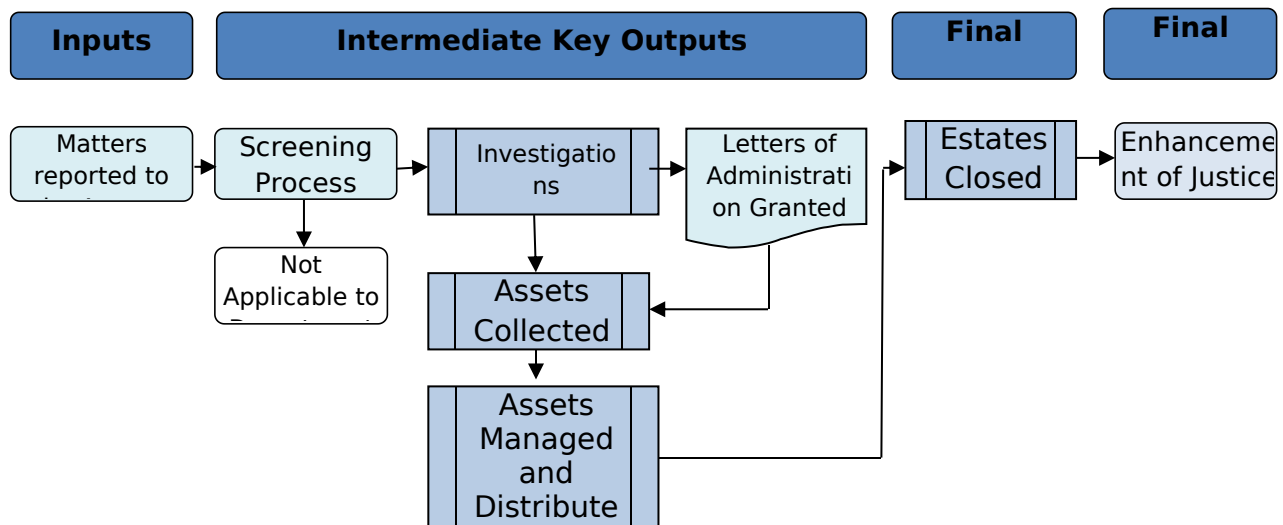 Inputs
Intermediate Key Outputs
Final
Final
Matters
reported to
Screening
Process
Investigatio
ns
Letters of
Administrati
on Granted
Estates
Closed
Enhanceme
nt of Justice
Not
Applicable to
Assets
Collected
Assets
Managed
and
Distribute